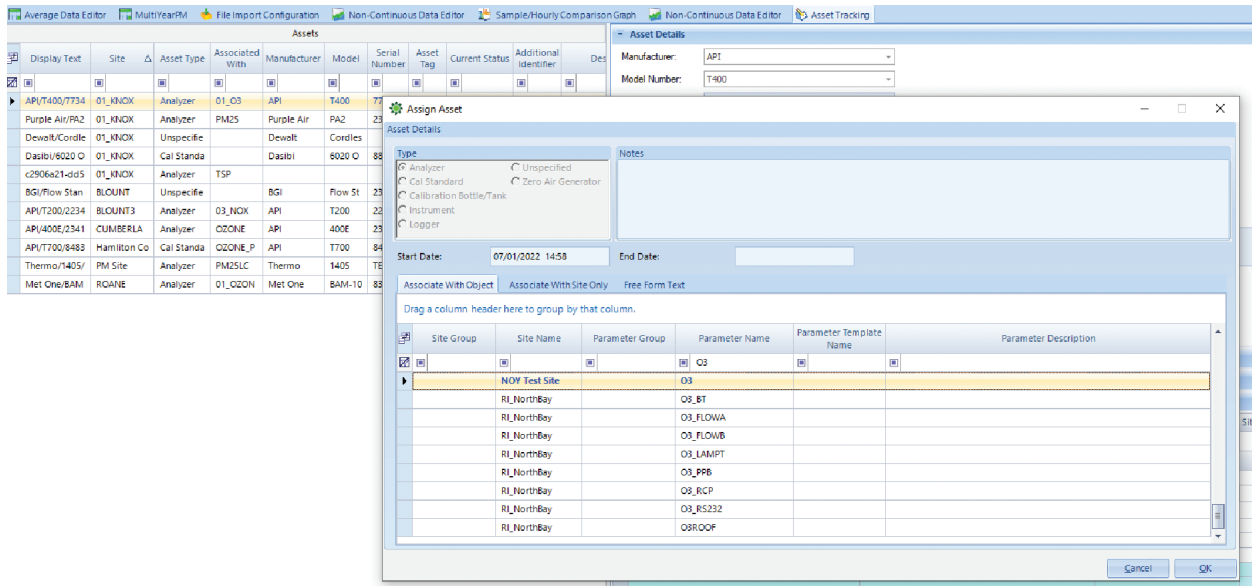 Average Data Editor MultiYearPM File Import Configuration Non-Continuous Data Editor Sample/Hourly Comparison Graph Non-Continuous Data Editor Asset Tracking
Assets
Display Text Site Asset Type Associated With Manufacturer Model Serial Number Asset Tag Current Status Additional Identifier Des
API/T400/7734 01_KNOX Analyzer 01_O3 API T400 77
Purple Air/PA2 01_KNOX Analyzer PM25 Purple Air PA2 23
Dewalt/Cordle 01_KNOX Unspecifie Dewalt Cordles
Dasibi/6020 O 01_KNOX Cal Standa Dasibi 6020 O 88
c2906a21-dd5 01_KNOX Analyzer TSP
BGI/Flow Stan BLOUNT Unspecifie BGI Flow St 23
API/T200/2234 BLOUNT3 Analyzer 03_NOX API T200 22
API/400E/2341 CUMBERLA Analyzer OZONE API 400E 23
API/T700/8483 Hamilton Co Cal Standa OZONE_P API T700 84
Thermo/1405/ PM Site Analyzer PM25LC Thermo 1405 TE
Met One/BAM ROANE Analyzer 01_OZON Met One BAM-10 83
Asset Details
Manufacturer: API
Model Number: T400
Assign Asset
Asset Details
Type
Analyzer Unspecified
Cal Standard Zero Air Generator
Calibration Bottle/Tank
Instrument
Logger
Notes
Start Date: 07/01/2022 14:58 End Date:
Associate With Object Associate With Site Only Free Form Text
Drag a column header here to group by that column.
Site Group Site Name Parameter Group Parameter Name Parameter Template Name Parameter Description
O3
NOY Test Site O3
RI_NorthBay O3_BT
RI_NorthBay O3_FLOWA
RI_NorthBay O3_FLOWB
RI_NorthBay O3_LAMPT
RI_NorthBay O3_PPB
RI_NorthBay O3_RCP
RI_NorthBay O3_RS232
RI_NorthBay O3ROOF
Cancel OK
Sit